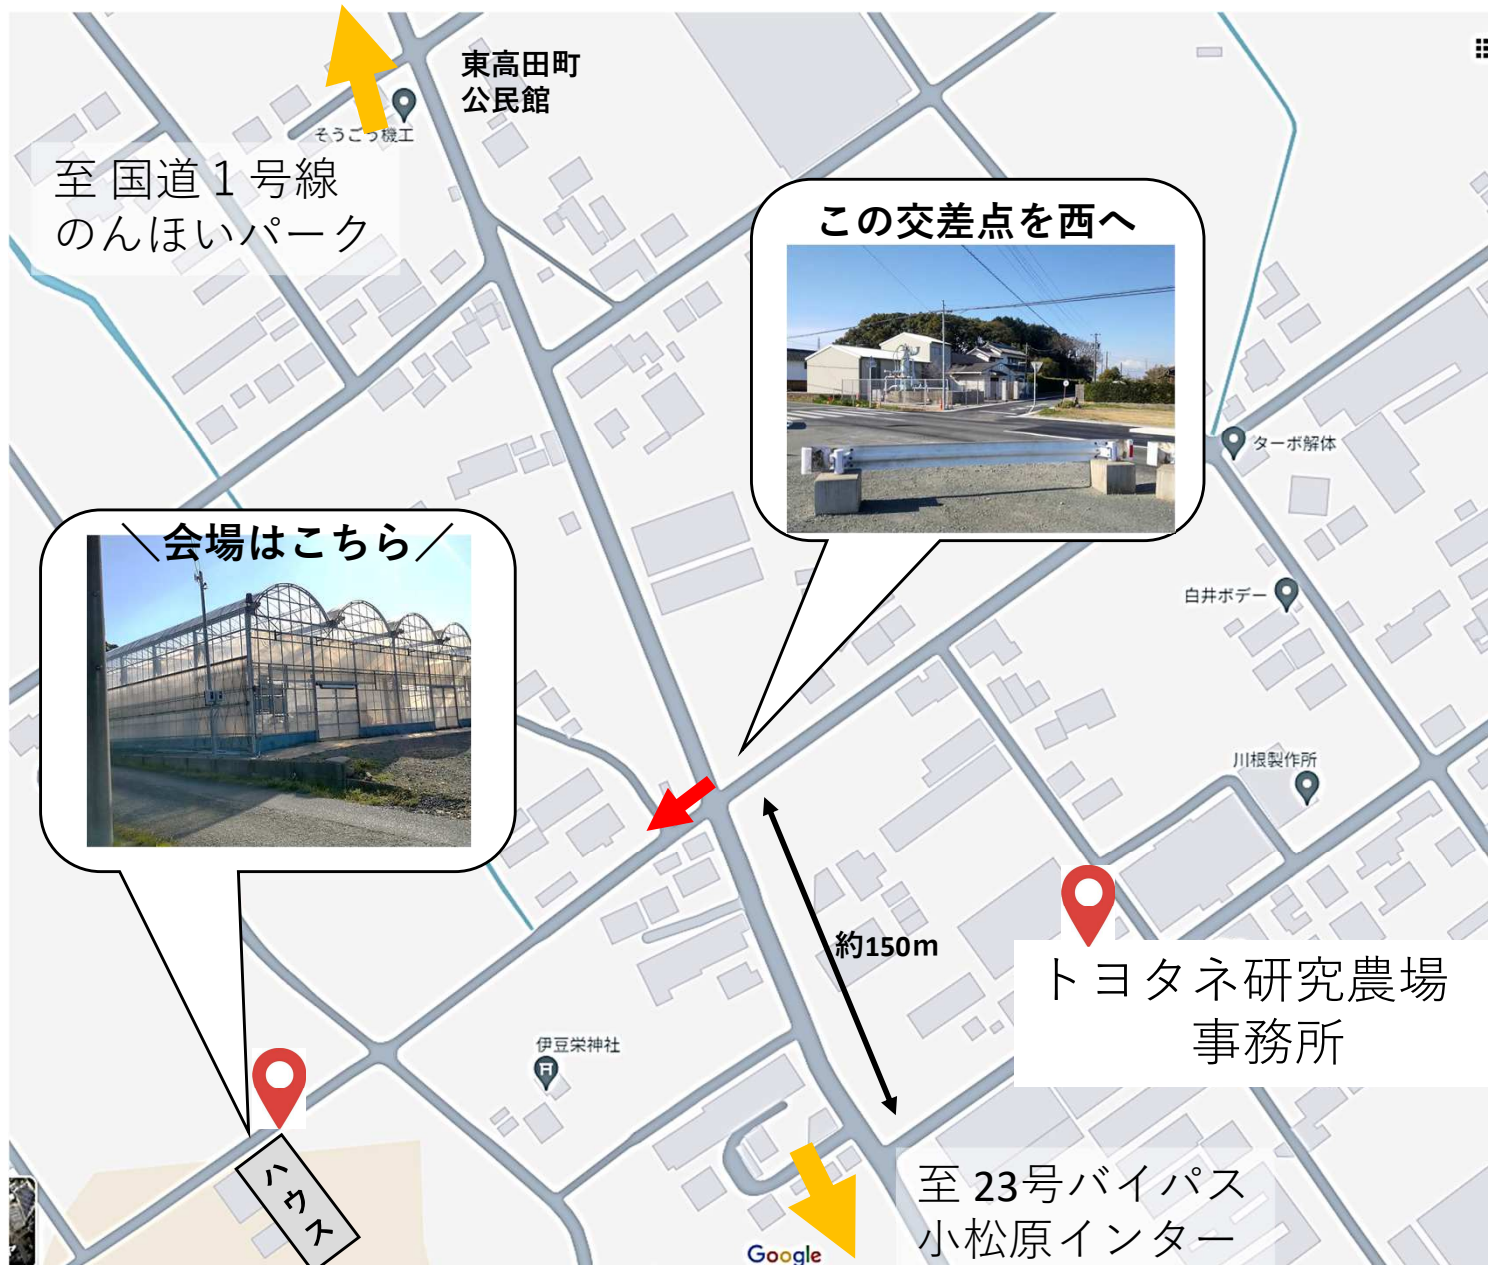 東高田町
公民館
そうごう機工
至 国道1号線
のんほいパーク
この交差点を西へ
ターボ解体
＼会場はこちら／
白井ボデー
川根製作所
約150m
トヨタネ研究農場
事務所
伊豆栄神社
ハウス
至 23号バイパス
小松原インター
Google